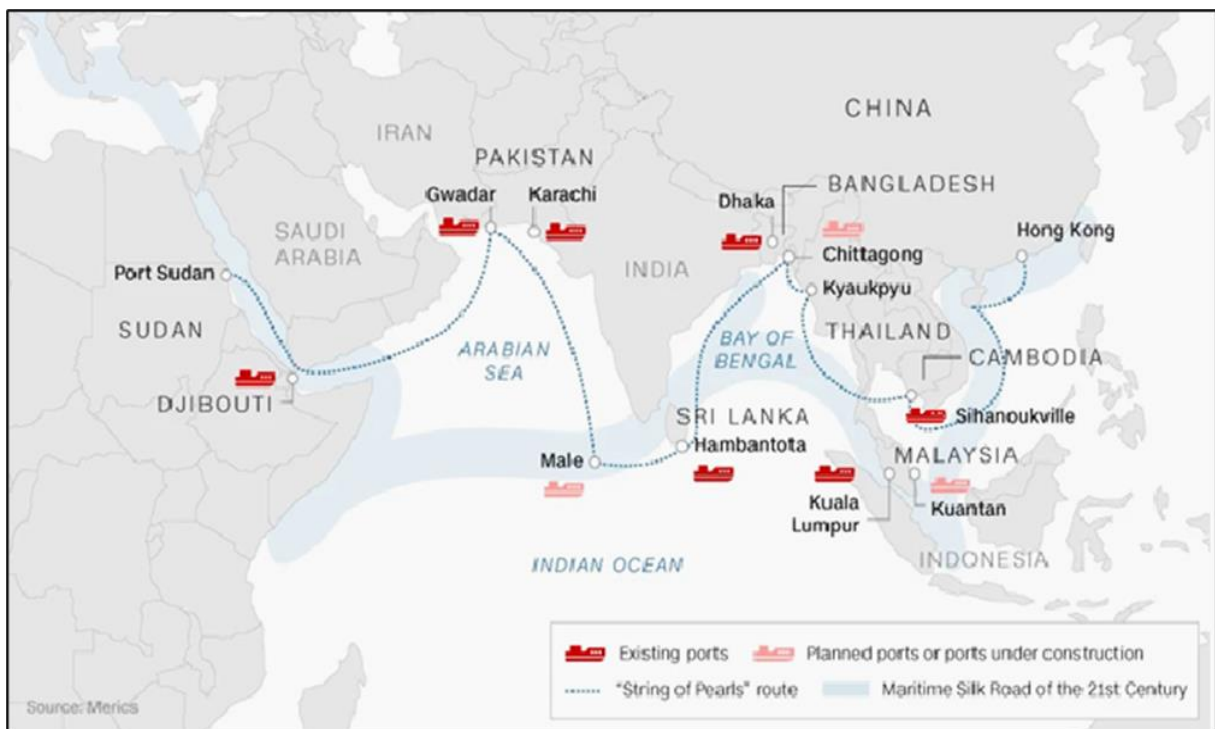 CHINA
IRAN
PAKISTAN
Gwadar
Karachi
Dhaka
BANGLADESH
SAUDI
ARABIA
Port Sudan
INDIA
Chittagong
Hong Kong
Kyaukpyu
SUDAN
THAILAND
ARABIAN
SEA
BAY OF
BENGAL
CAMBODIA
DJIBOUTI
SRI LANKA
Sihanoukville
Male
Hambantota
MALAYSIA
Kuala
Lumpur
Kuantan
INDONESIA
INDIAN OCEAN
Existing ports
Planned ports or ports under construction
"String of Pearls" route
Maritime Silk Road of the 21st Century
Source: Merics